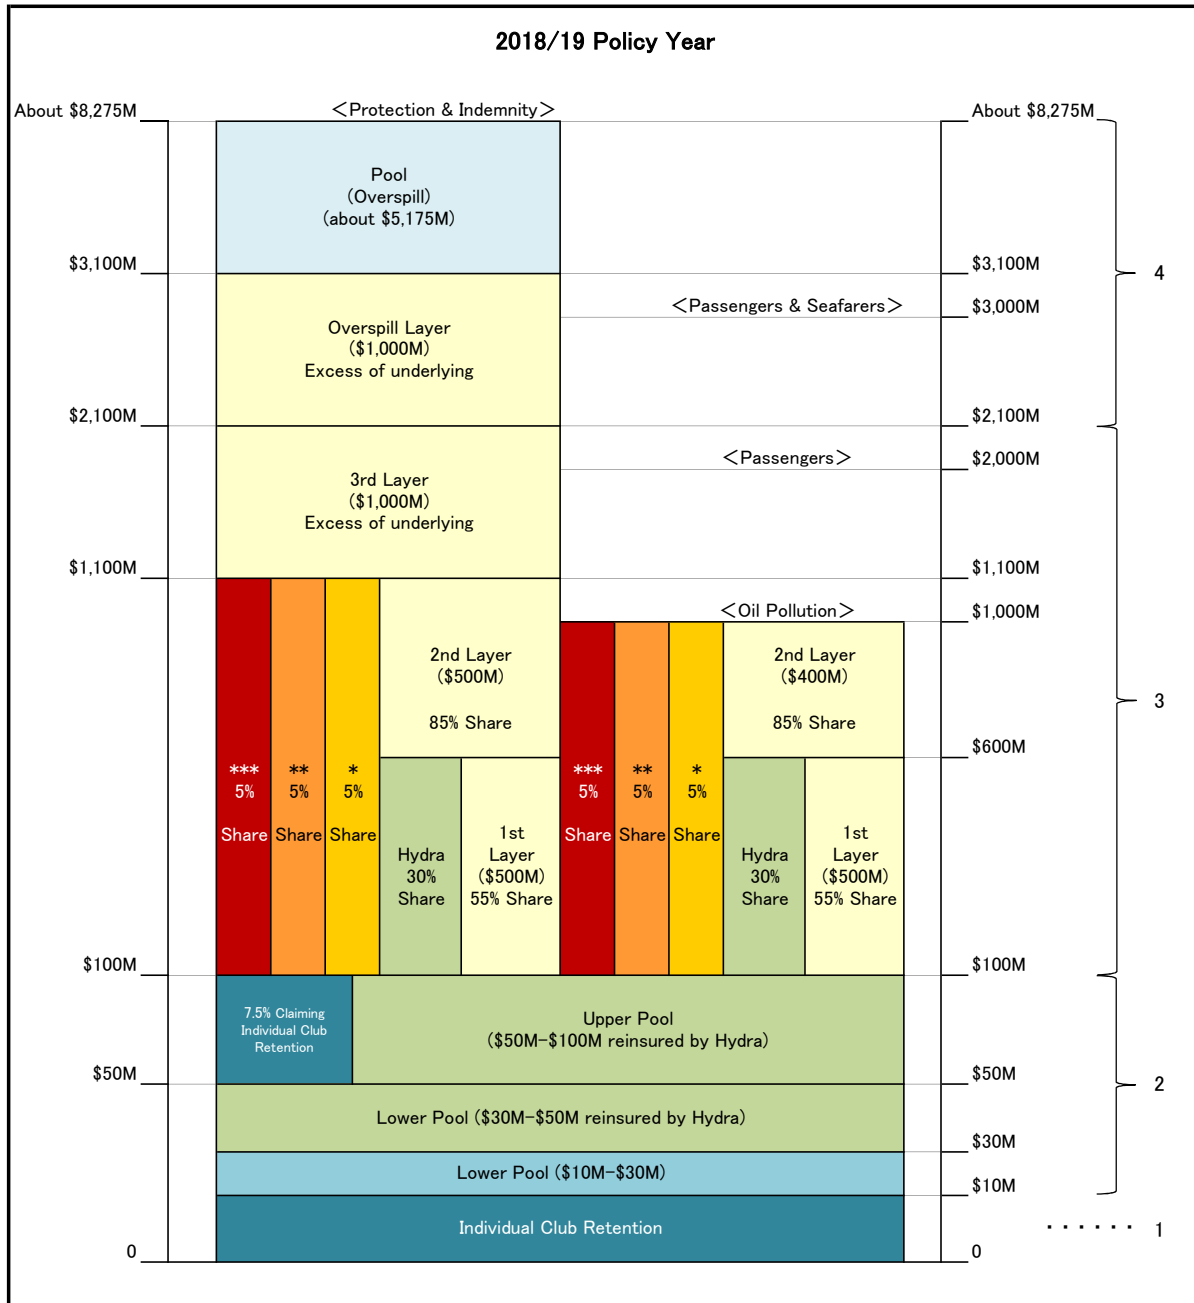 2018/19 Policy Year
About $8,275M
<Protection & Indemnity>
About $8,275M
Pool
(Overspill)
(about $5,175M)
$3,100M
$3,100M
4
<Passengers & Seafarers>
$3,000M
Overspill Layer
($1,000M)
Excess of underlying
$2,100M
$2,100M
<Passengers>
$2,000M
3rd Layer
($1,000M)
Excess of underlying
$1,100M
$1,100M
<Oil Pollution>
$1,000M
2nd Layer
($500M)
85% Share
2nd Layer
($400M)
85% Share
3
$600M
***
5%
Share
**
5%
Share
*
5%
Share
Hydra
30%
Share
1st
Layer
($500M)
55% Share
***
5%
Share
**
5%
Share
*
5%
Share
Hydra
30%
Share
1st
Layer
($500M)
55% Share
$100M
$100M
7.5% Claiming
Individual Club
Retention
Upper Pool
($50M-$100M reinsured by Hydra)
$50M
$50M
2
Lower Pool ($30M-$50M reinsured by Hydra)
$30M
Lower Pool ($10M-$30M)
$10M
Individual Club Retention
······ 1
0
0